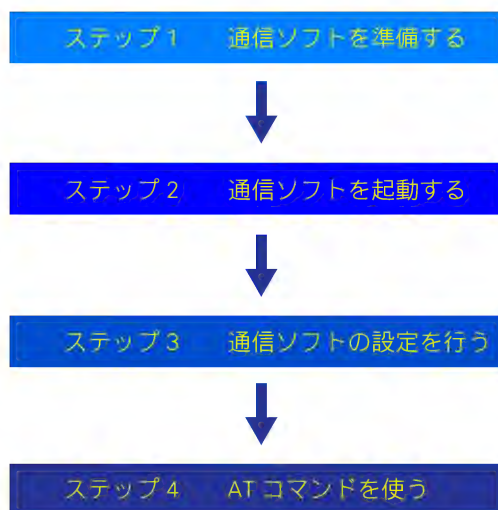 ステップ 1　通信ソフトを準備する
ステップ 2　通信ソフトを起動する
ステップ 3　通信ソフトの設定を行う
ステップ 4　AT コマンドを使う